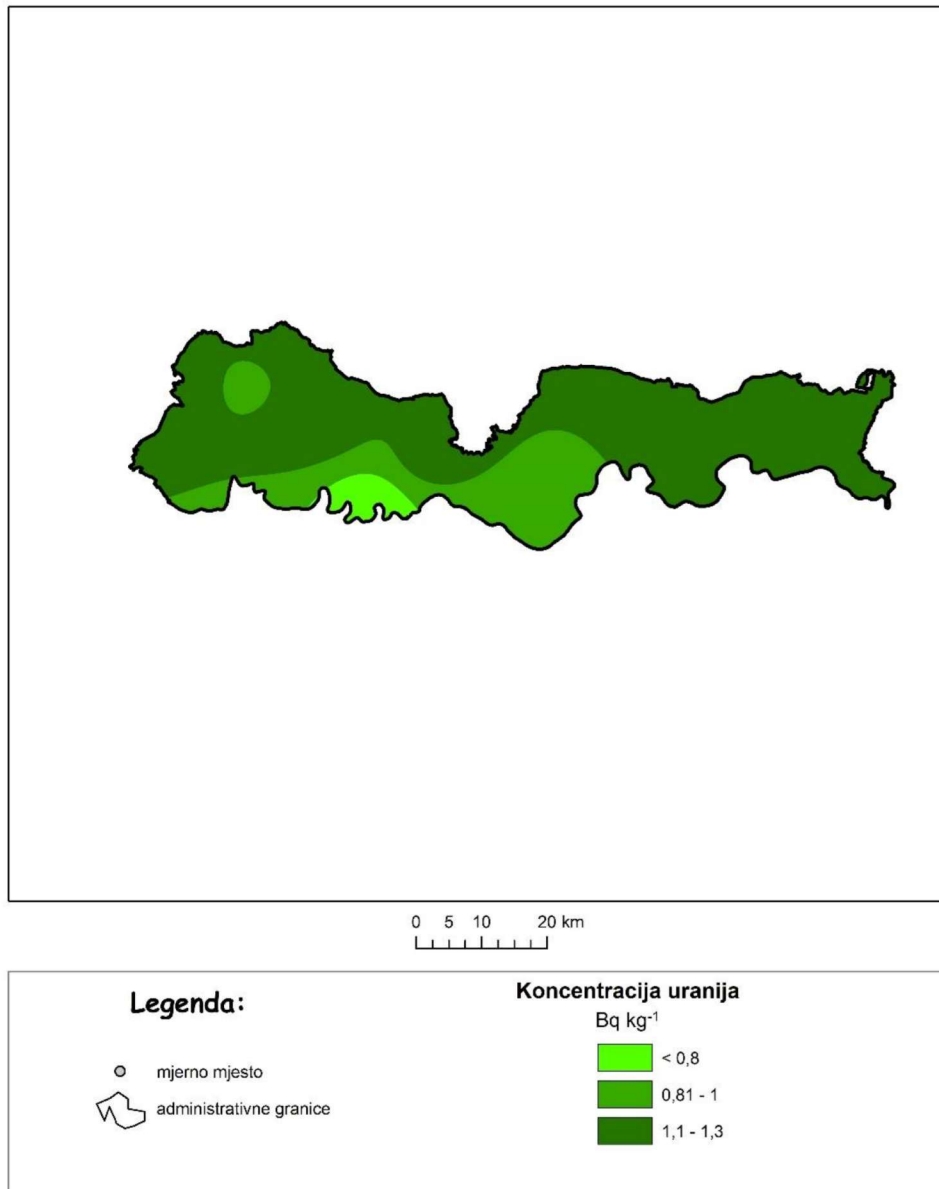 0 5 10 20 km
Legenda:
mjerno mjesto
administrativne granice
Koncentracija uranija
Bq kg⁻¹
< 0,8
0,81 - 1
1,1 - 1,3